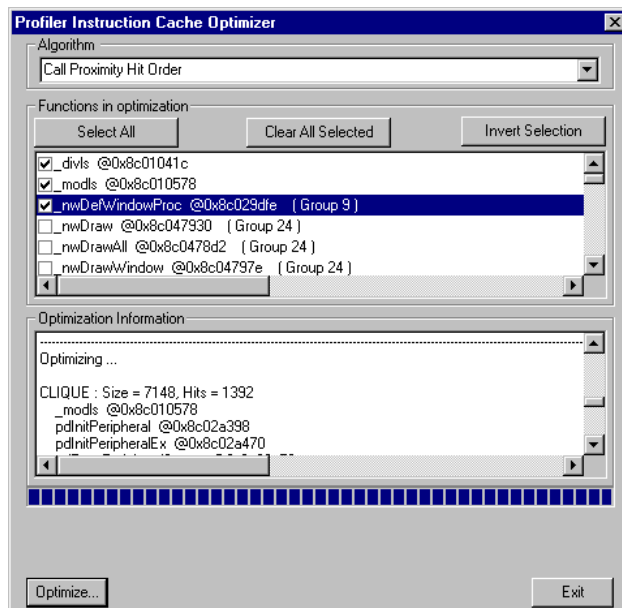 Profiler Instruction Cache Optimizer
Algorithm
Call Proximity Hit Order
Functions in optimization
Select All Clear All Selected Invert Selection
_divls @0x8c01041c
_modls @0x8c010578
_nwDefWindowProc @0x8c029dfe ( Group 9 )
_nwDraw @0x8c047930 ( Group 24 )
_nwDrawAll @0x8c0478d2 ( Group 24 )
_nwDrawWindow @0x8c04797e ( Group 24 )
Optimization Information
Optimizing ...
CLIQUE : Size = 7148, Hits = 1392
_modls @0x8c010578
pdInitPeripheral @0x8c02a398
pdInitPeripheralEx @0x8c02a470
Optimize... Exit